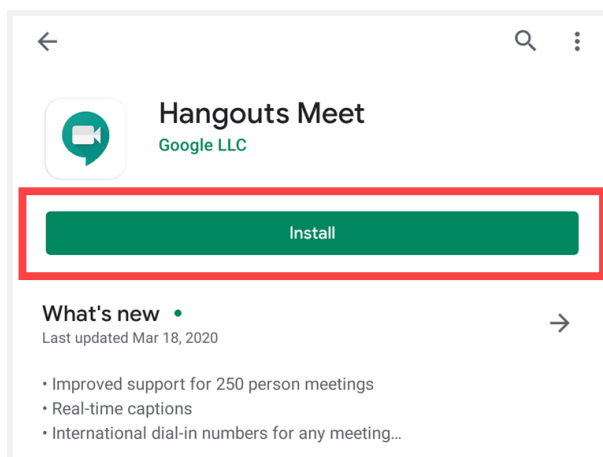 Hangouts Meet
Google LLC
Install
What's new
Last updated Mar 18, 2020
• Improved support for 250 person meetings
• Real-time captions
• International dial-in numbers for any meeting...